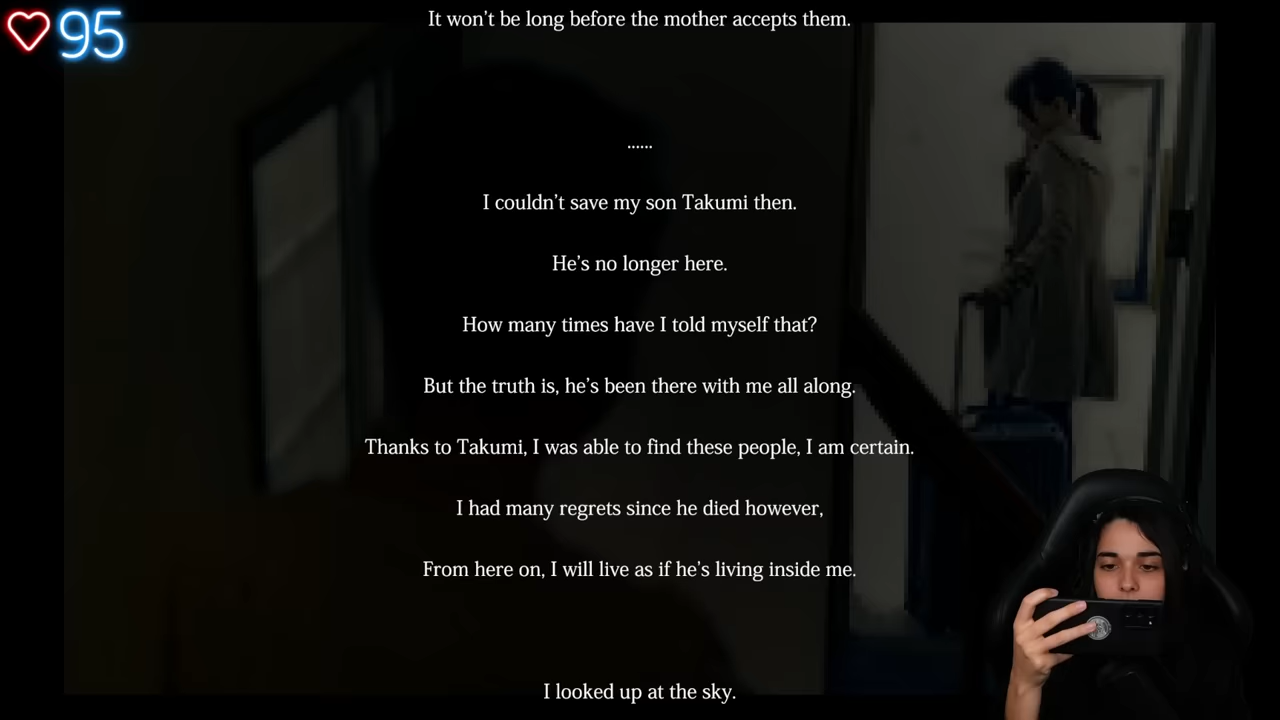 95
It won’t be long before the mother accepts them.
......
I couldn’t save my son Takumi then.
He’s no longer here.
How many times have I told myself that?
But the truth is, he’s been there with me all along.
Thanks to Takumi, I was able to find these people, I am certain.
I had many regrets since he died however,
From here on, I will live as if he’s living inside me.
I looked up at the sky.